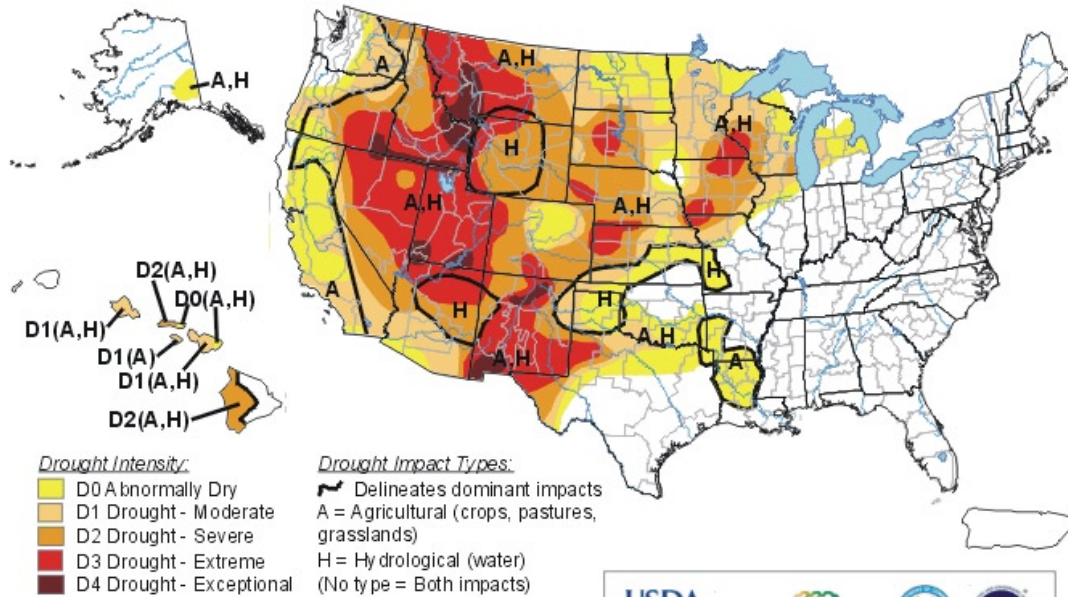 A,H
A
A,H
A,H
H
A,H
A,H
H
H
A
H
A,H
A,H
A
D2(A,H)
D0(A,H)
D1(A,H)
D1(A)
D1(A,H)
D2(A,H)
Drought Intensity:
D0 Abnormally Dry
D1 Drought - Moderate
D2 Drought - Severe
D3 Drought - Extreme
D4 Drought - Exceptional
Drought Impact Types:
Delineates dominant impacts
A = Agricultural (crops, pastures,
grasslands)
H = Hydrological (water)
(No type = Both impacts)
USDA